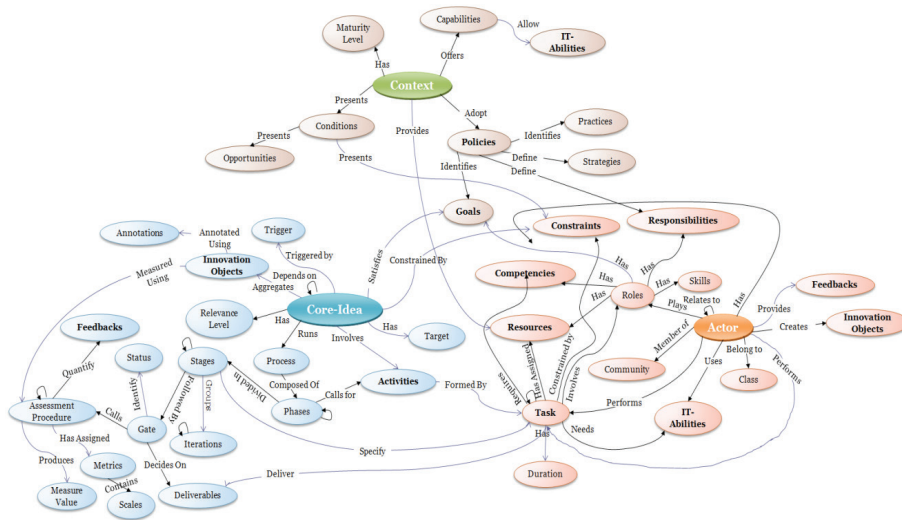 Capabilities
Allow
Maturity
Level
IT-
Abilities
Has
Offers
Context
Presents
Adopt
Practices
Conditions
Provides
Identifies
Presents
Policies
Define
Opportunities
Presents
Identifies
Define
Strategies
Goals
Constraints
Responsibilities
Annotations
Annotated
Using
Trigger
Satisfies
Measured
Using
Innovation
Objects
Triggered by
Constrained By
Has
Has
Competencies
Has
Skills
Depends on
Aggregates
Has
Roles
Relates to
Has
Provides
Feedbacks
Relevance
Level
Core-Idea
Has
Plays
Has
Has
Target
Resources
Actor
Creates
Innovation
Objects
Runs
Involves
Member of
Belong to
Feedbacks
Status
Stages
Process
Has Assigned
Constrained by
Uses
Community
Class
Performs
Quantify
Identify
Divided In
Composed Of
Calls for
Activities
Formed By
Requires
Involves
Followed By
Groups
Assessment
Procedure
Calls
Phases
Task
Performs
IT-
Abilities
Gate
Has Assigned
Iterations
Has
Needs
Metrics
Decides On
Specify
Produces
Contains
Deliver
Duration
Measure
Value
Scales
Deliverables